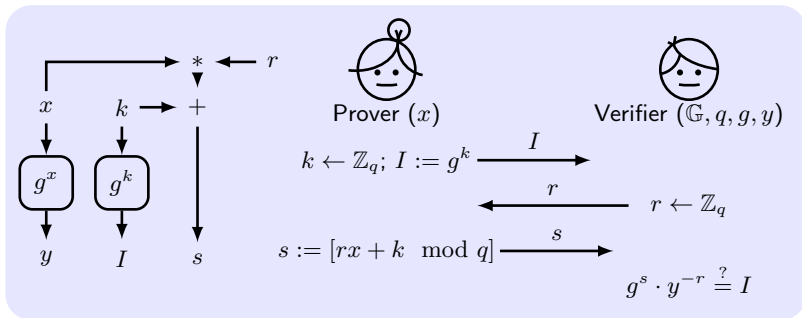 * r
x k +
g^x g^k
y I s
Prover (x) Verifier (𝔾, q, g, y)
k ← ℤ_q; I := g^k I
r r ← ℤ_q
s := [rx + k mod q] s
g^s · y^{-r} ≟ I